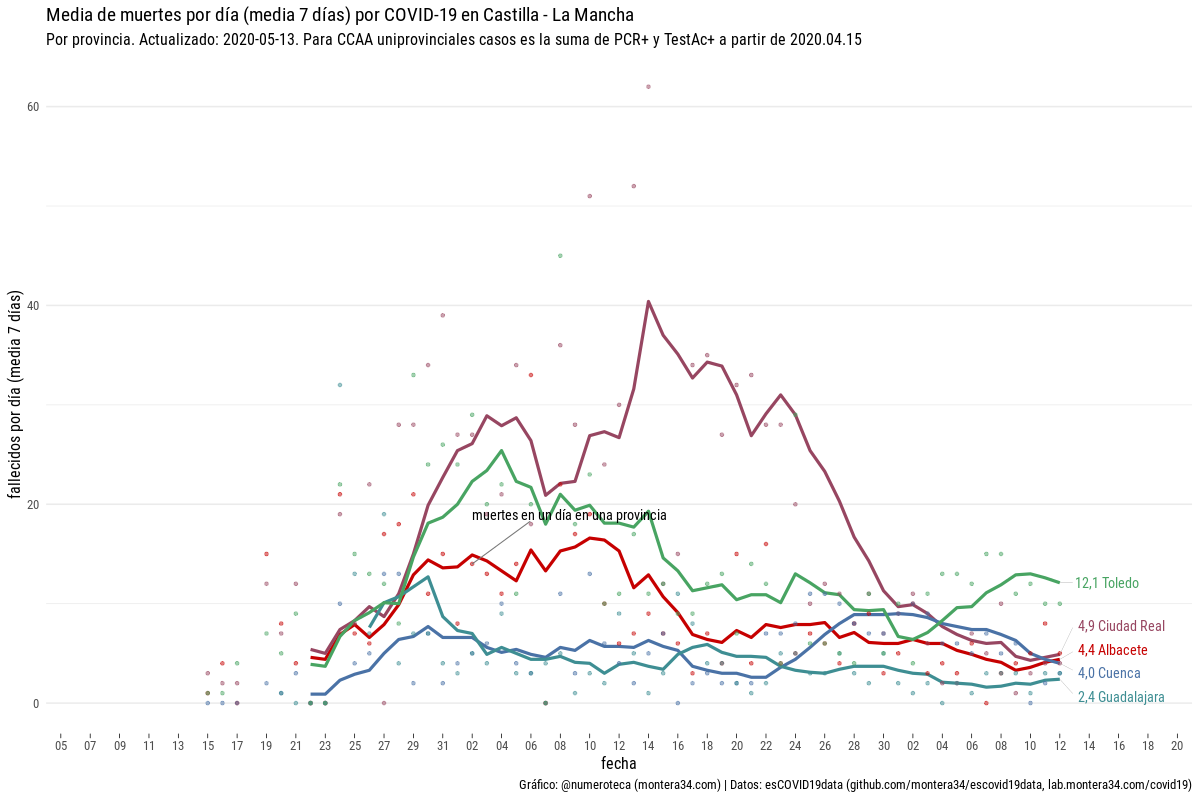 Media de muertes por día (media 7 días) por COVID-19 en Castilla - La Mancha
Por provincia. Actualizado: 2020-05-13. Para CCAA uniprovinciales casos es la suma de PCR+ y TestAc+ a partir de 2020.04.15
fallecidos por día (media 7 días)
60
40
20
0
muertes en un día en una provincia
12,1 Toledo
4,9 Ciudad Real
4,4 Albacete
4,0 Cuenca
2,4 Guadalajara
05 07 09 11 13 15 17 19 21 23 25 27 29 31 02 04 06 08 10 12 14 16 18 20 22 24 26 28 30 02 04 06 08 10 12 14 16 18 20
fecha
Gráfico: @numeroteca (montera34.com) | Datos: esCOVID19data (github.com/montera34/escovid19data, lab.montera34.com/covid19)